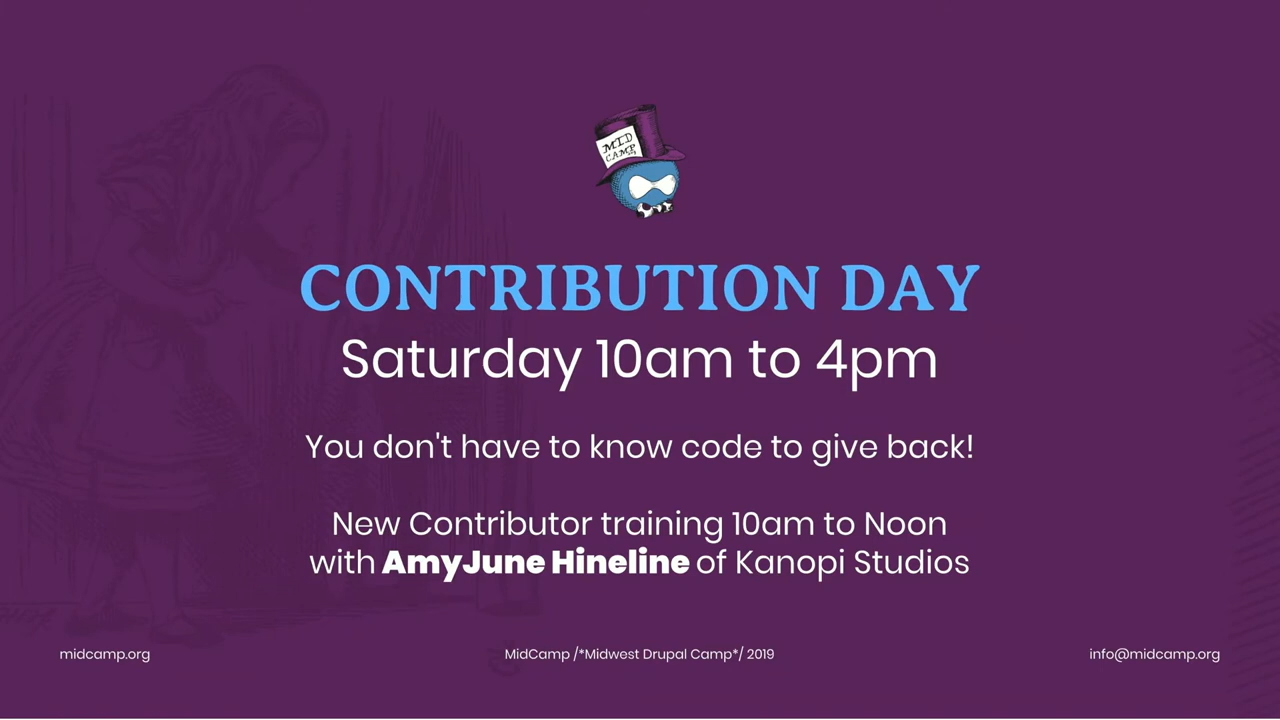 MID
CAMP
CONTRIBUTION DAY
Saturday 10am to 4pm
You don't have to know code to give back!
New Contributor training 10am to Noon
with AmyJune Hineline of Kanopi Studios
midcamp.org
MidCamp /*Midwest Drupal Camp*/ 2019
info@midcamp.org